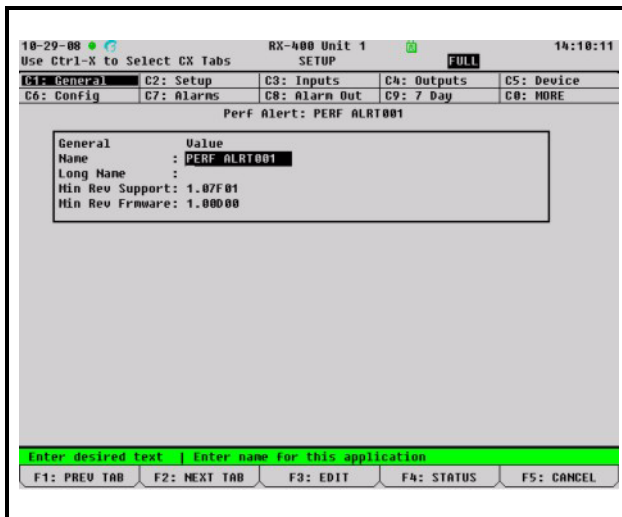 10-29-08 RX-400 Unit 1 14:10:11
Use Ctrl-X to Select CX Tabs SETUP FULL
C1: General C2: Setup C3: Inputs C4: Outputs C5: Device
C6: Config C7: Alarms C8: Alarm Out C9: 7 Day C0: MORE
Perf Alert: PERF ALRT001
General Value
Name : PERF ALRT001
Long Name :
Min Rev Support: 1.07F01
Min Rev Frmware: 1.00D00
Enter desired text | Enter name for this application
F1: PREV TAB F2: NEXT TAB F3: EDIT F4: STATUS F5: CANCEL